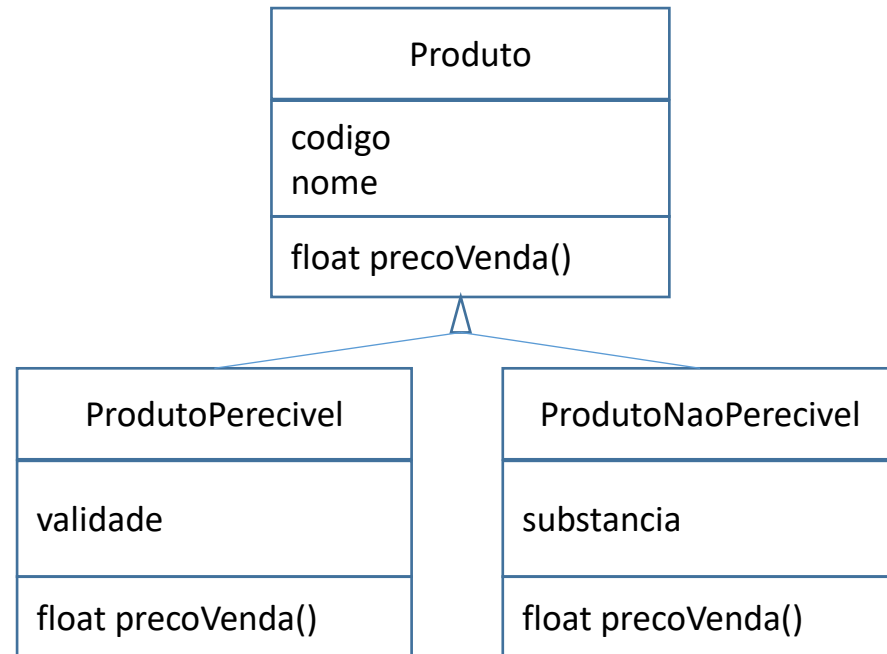 Produto
codigo
nome
float precoVenda()
ProdutoPerecivel
validade
float precoVenda()
ProdutoNaoPerecivel
substancia
float precoVenda()